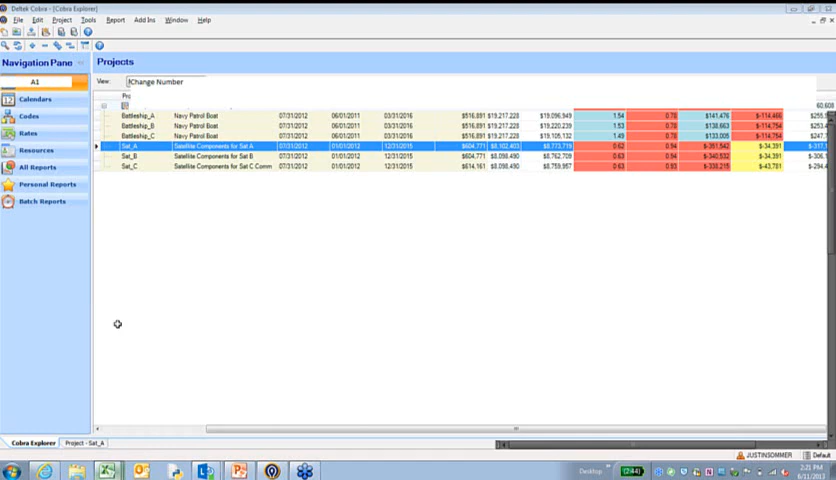 Deltek Cobra - [Cobra Explorer]
File Edit Project Tools Report Add Ins Window Help
Navigation Pane
A1
Calendars
Codes
Rates
Resources
All Reports
Personal Reports
Batch Reports
Projects
View: Change Number
60,608
Battleship_A Navy Patrol Boat 07/31/2012 06/01/2011 03/31/2016 $516,891 $19,217,228 $19,096,949 1.54 0.78 $141,476 $-114,466
Battleship_B Navy Patrol Boat 07/31/2012 06/01/2011 03/31/2016 $516,891 $19,217,228 $19,220,239 1.53 0.78 $138,663 $-114,754
Battleship_C Navy Patrol Boat 07/31/2012 06/01/2011 03/31/2016 $516,891 $19,217,228 $19,105,132 1.49 0.78 $133,005 $-114,754
Sat_A Satellite Components for Sat A 07/31/2012 01/01/2012 12/31/2015 $604,771 $8,102,403 $8,773,719 0.62 0.94 $-351,542 $-34,391
Sat_B Satellite Components for Sat B 07/31/2012 01/01/2012 12/31/2015 $604,771 $8,098,490 $8,762,709 0.63 0.94 $-340,532 $-34,391
Sat_C Satellite Components for Sat C Comm 07/31/2012 01/01/2012 12/31/2015 $614,161 $8,098,490 $8,759,957 0.63 0.93 $-338,215 $-43,781
Cobra Explorer Project - Sat_A
JUSTINSOMMER Default
Desktop (2:44) 2:21 PM
6/11/2013